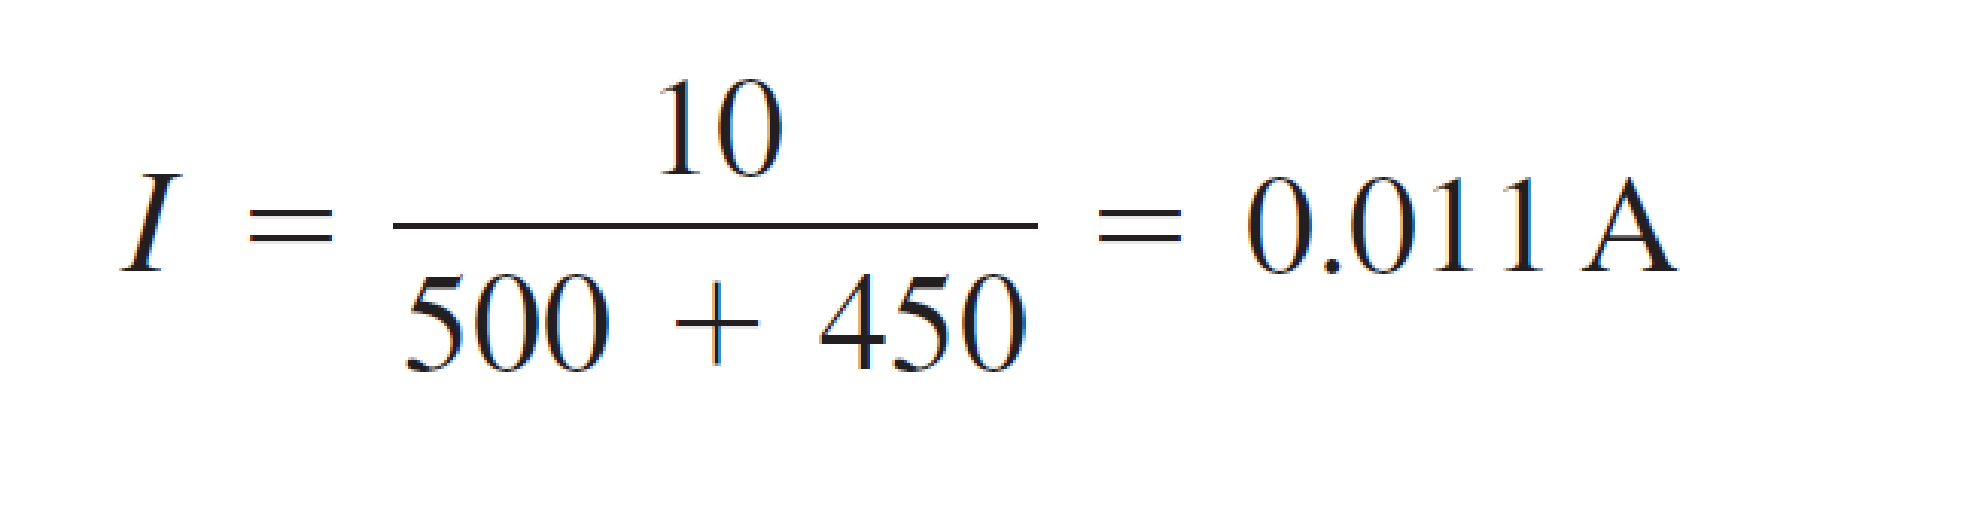 I = 10 / 500 + 450 = 0.011 A